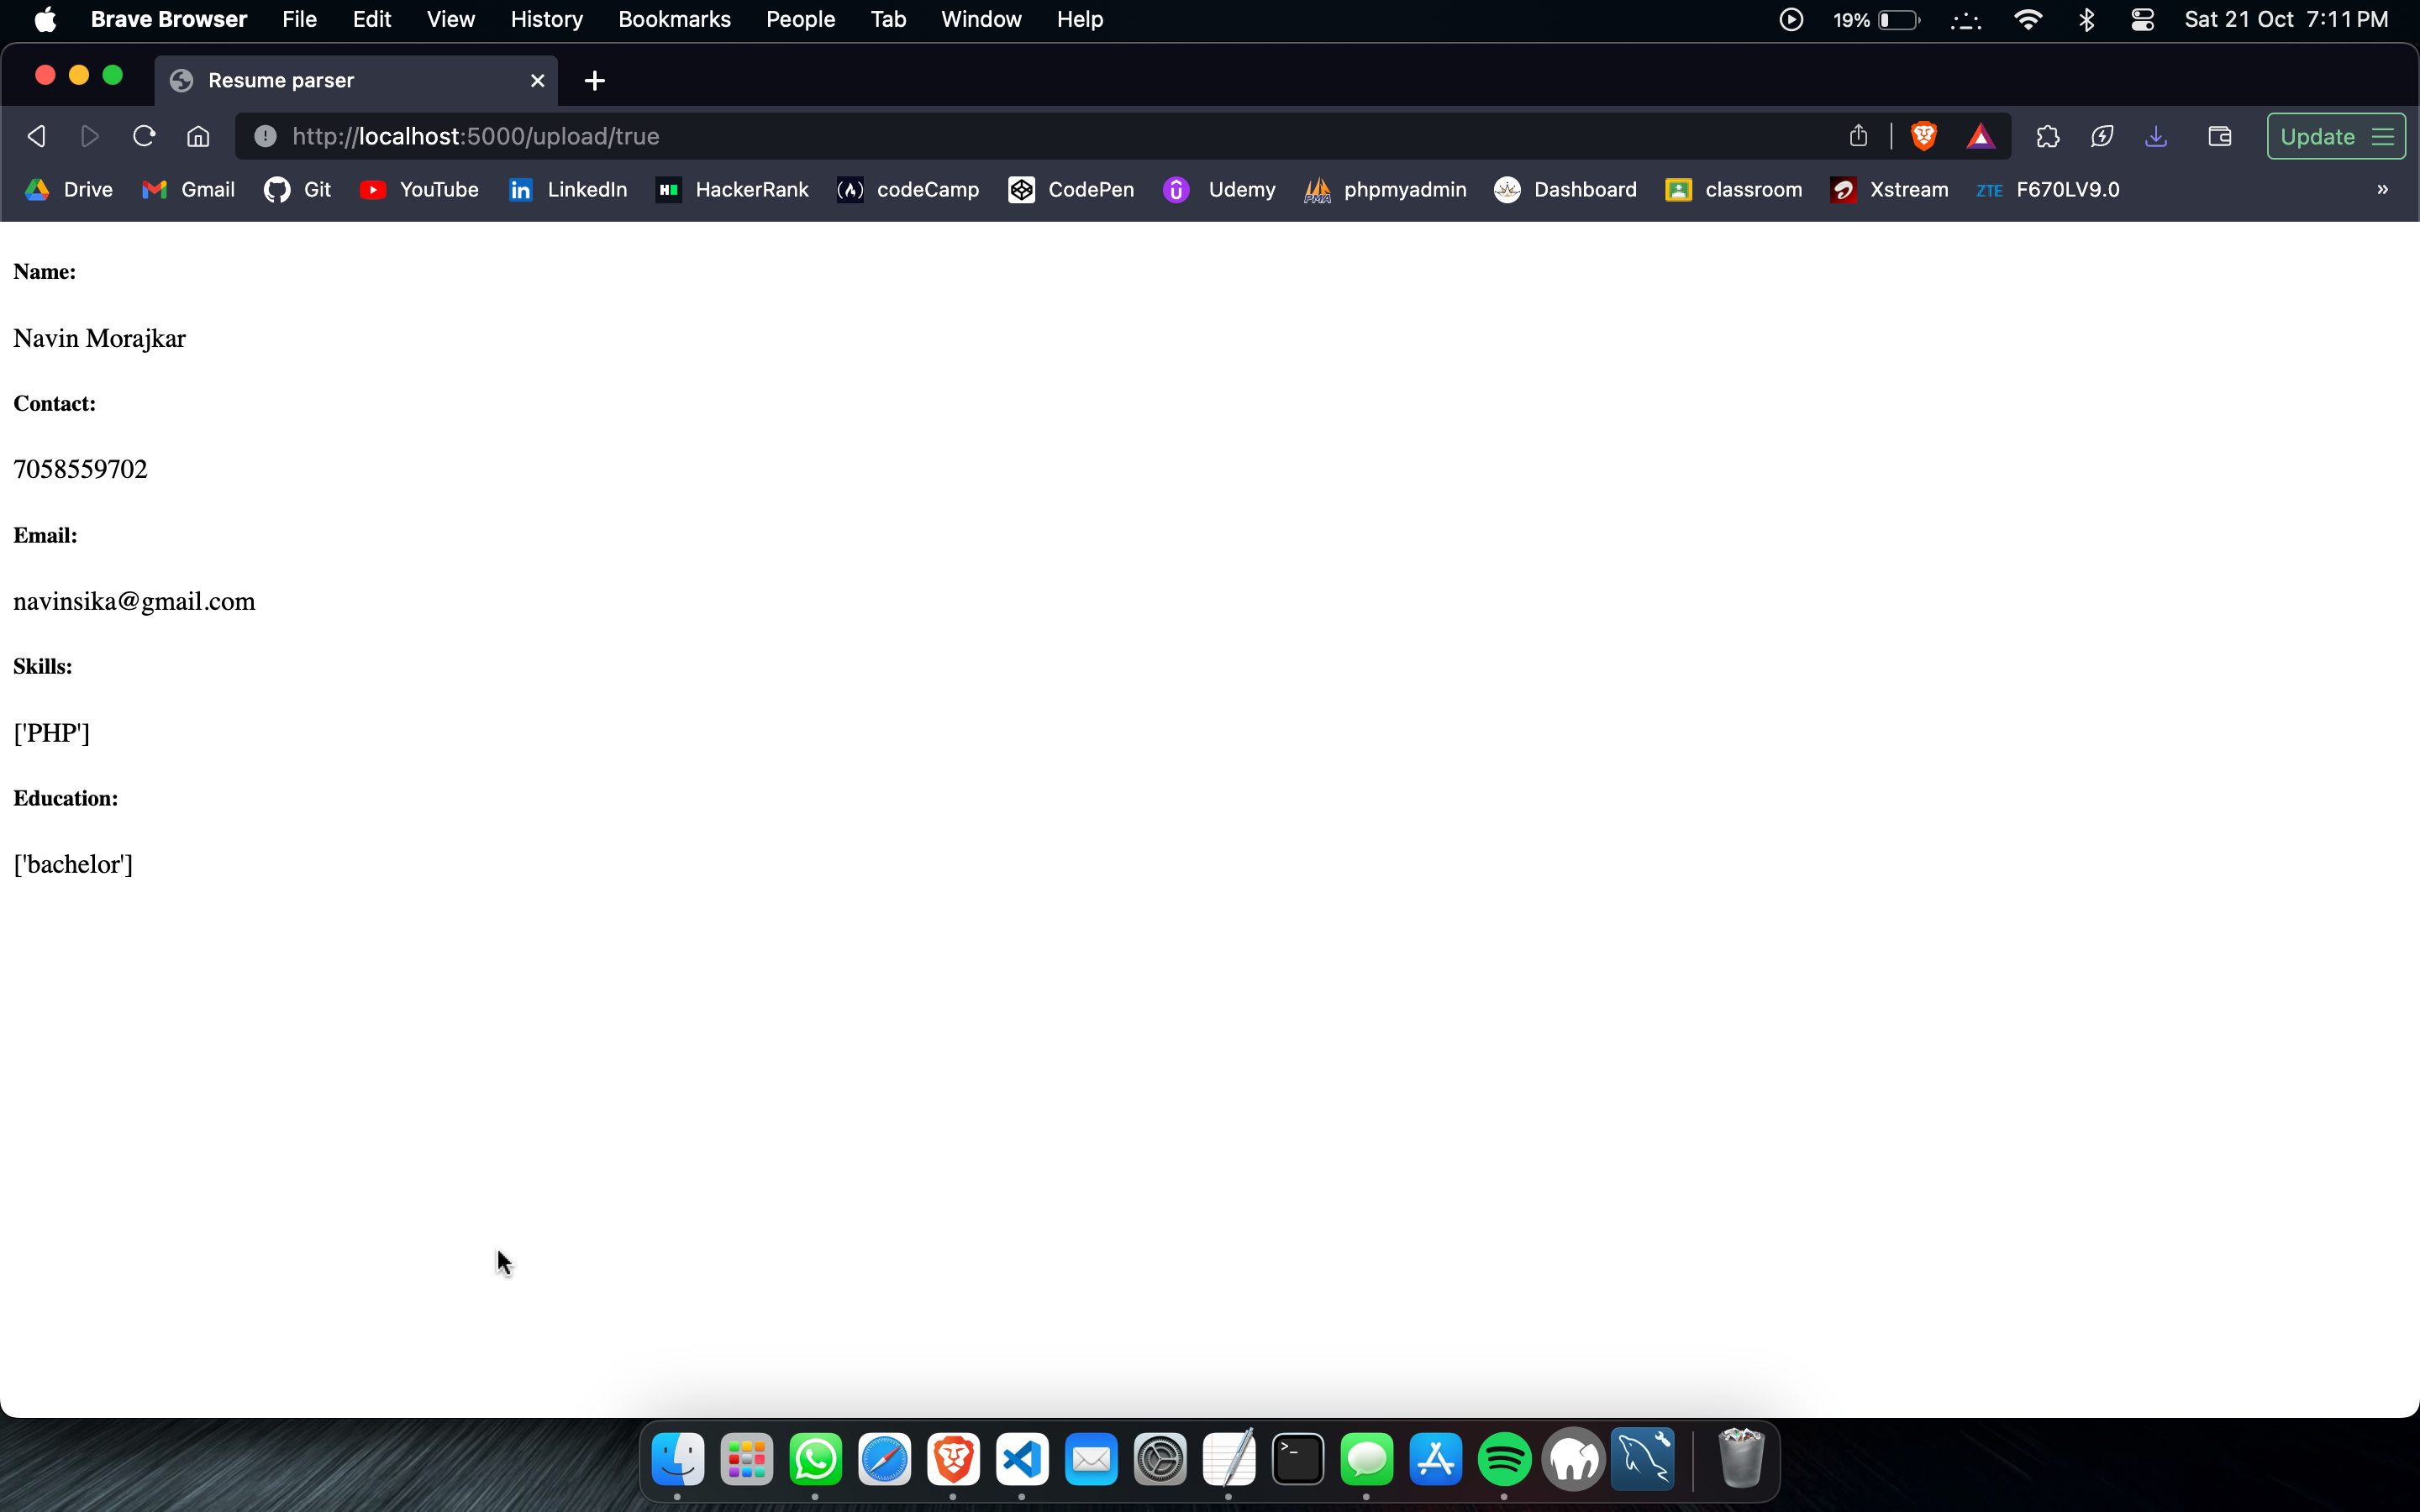 Brave Browser File Edit View History Bookmarks People Tab Window Help 19% Sat 21 Oct 7:11 PM
Resume parser
http://localhost:5000/upload/true Update
Drive Gmail Git YouTube in LinkedIn HackerRank codeCamp CodePen Udemy PMA phpmyadmin Dashboard classroom Xstream ZTE F670LV9.0 »
Name:
Navin Morajkar
Contact:
7058559702
Email:
navinsika@gmail.com
Skills:
['PHP']
Education:
['bachelor']